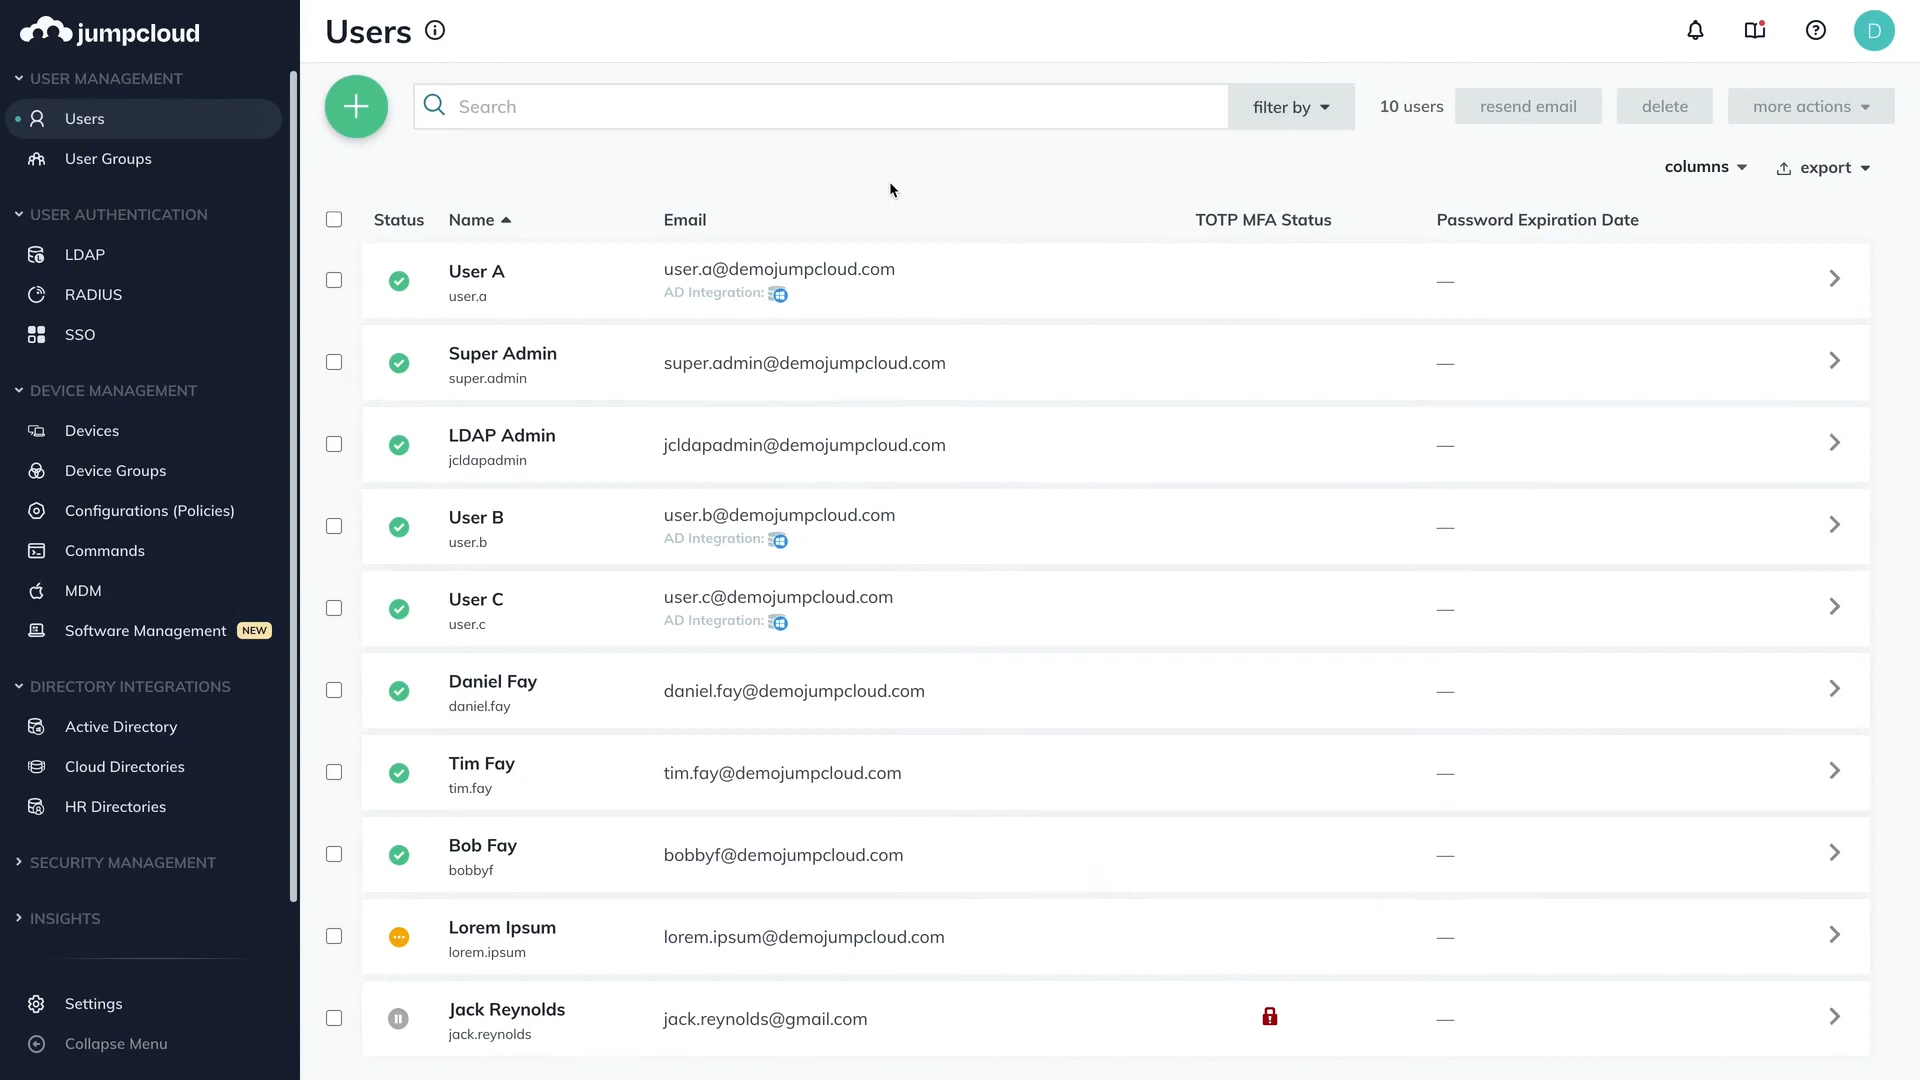 jumpcloud
USER MANAGEMENT
Users
User Groups
USER AUTHENTICATION
LDAP
RADIUS
SSO
DEVICE MANAGEMENT
Devices
Device Groups
Configurations (Policies)
Commands
MDM
Software Management NEW
DIRECTORY INTEGRATIONS
Active Directory
Cloud Directories
HR Directories
SECURITY MANAGEMENT
INSIGHTS
Settings
Collapse Menu
Users
D
Search
filter by
10 users
resend email
delete
more actions
columns
export
Status Name Email TOTP MFA Status Password Expiration Date
User A
user.a
user.a@demojumpcloud.com
AD Integration:
—
Super Admin
super.admin
super.admin@demojumpcloud.com
—
LDAP Admin
jcldapadmin
jcldapadmin@demojumpcloud.com
—
User B
user.b
user.b@demojumpcloud.com
AD Integration:
—
User C
user.c
user.c@demojumpcloud.com
AD Integration:
—
Daniel Fay
daniel.fay
daniel.fay@demojumpcloud.com
—
Tim Fay
tim.fay
tim.fay@demojumpcloud.com
—
Bob Fay
bobbyf
bobbyf@demojumpcloud.com
—
Lorem Ipsum
lorem.ipsum
lorem.ipsum@demojumpcloud.com
—
Jack Reynolds
jack.reynolds
jack.reynolds@gmail.com
—